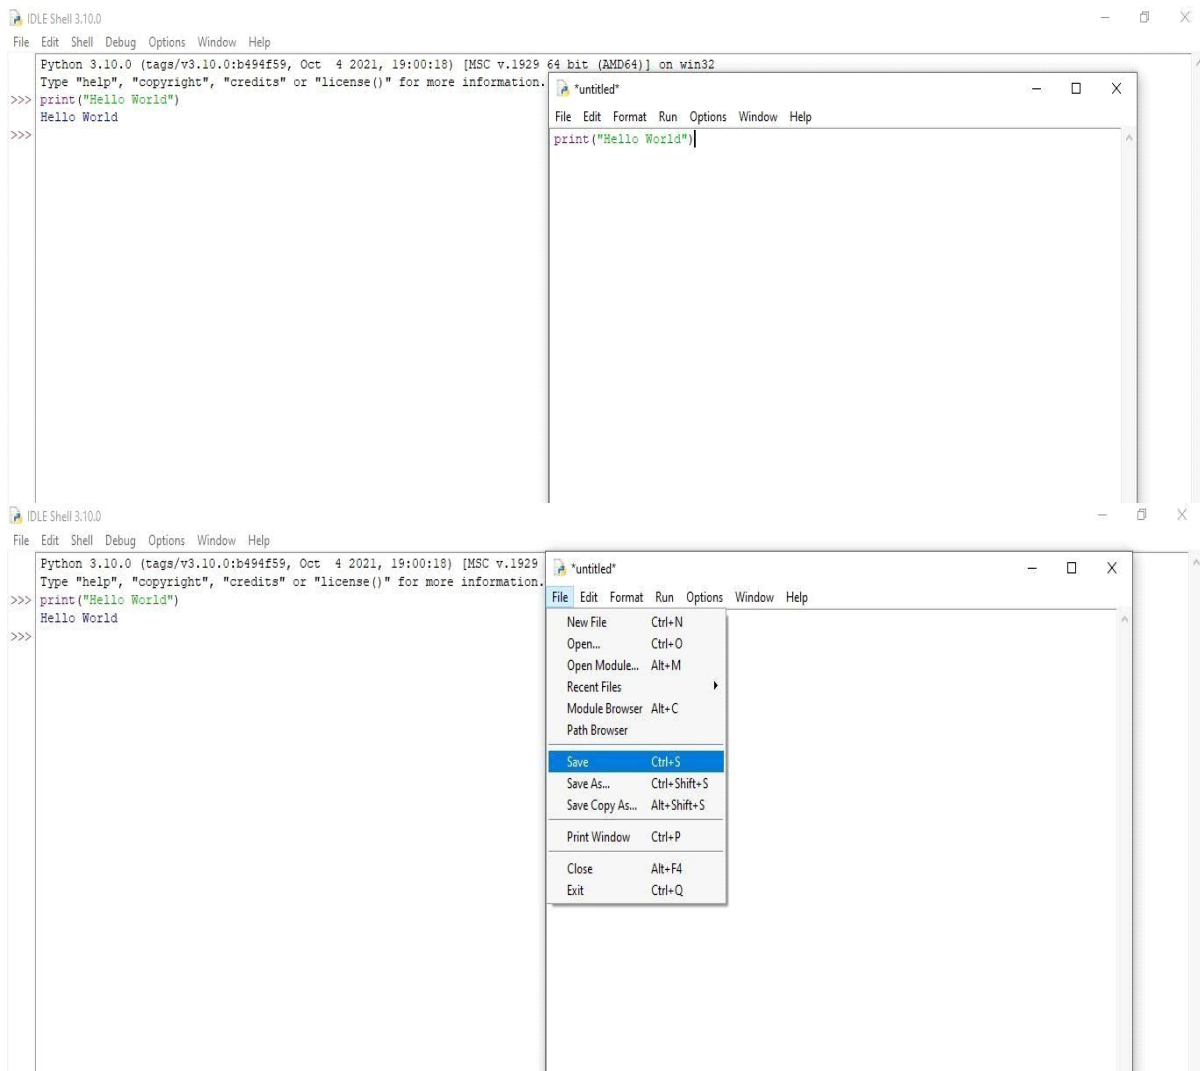 IDLE Shell 3.10.0
File Edit Shell Debug Options Window Help
Python 3.10.0 (tags/v3.10.0:b494f59, Oct  4 2021, 19:00:18) [MSC v.1929 64 bit (AMD64)] on win32
Type "help", "copyright", "credits" or "license()" for more information.
>>> print("Hello World")
Hello World
>>>
*untitled*
File Edit Format Run Options Window Help
print("Hello World")
IDLE Shell 3.10.0
File Edit Shell Debug Options Window Help
Python 3.10.0 (tags/v3.10.0:b494f59, Oct  4 2021, 19:00:18) [MSC v.1929
Type "help", "copyright", "credits" or "license()" for more information.
>>> print("Hello World")
Hello World
>>>
*untitled*
File Edit Format Run Options Window Help
New File Ctrl+N
Open... Ctrl+O
Open Module... Alt+M
Recent Files
Module Browser Alt+C
Path Browser
Save Ctrl+S
Save As... Ctrl+Shift+S
Save Copy As... Alt+Shift+S
Print Window Ctrl+P
Close Alt+F4
Exit Ctrl+Q